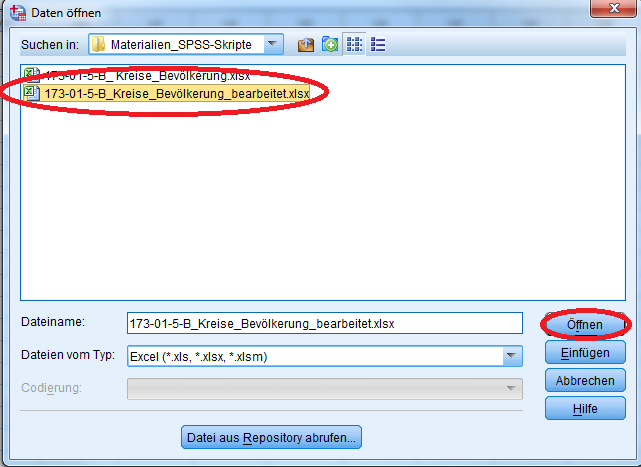 Daten öffnen
Suchen in: Materialien_SPSS-Skripte
173-01-5-B_ Kreise_Bevölkerung.xlsx
173-01-5-B_Kreise_Bevölkerung_bearbeitet.xlsx
Dateiname: 173-01-5-B_Kreise_Bevölkerung_bearbeitet.xlsx Öffnen
Dateien vom Typ: Excel (*.xls, *.xlsx, *.xlsm) Einfügen
Abbrechen
Codierung:
Hilfe
Datei aus Repository abrufen...